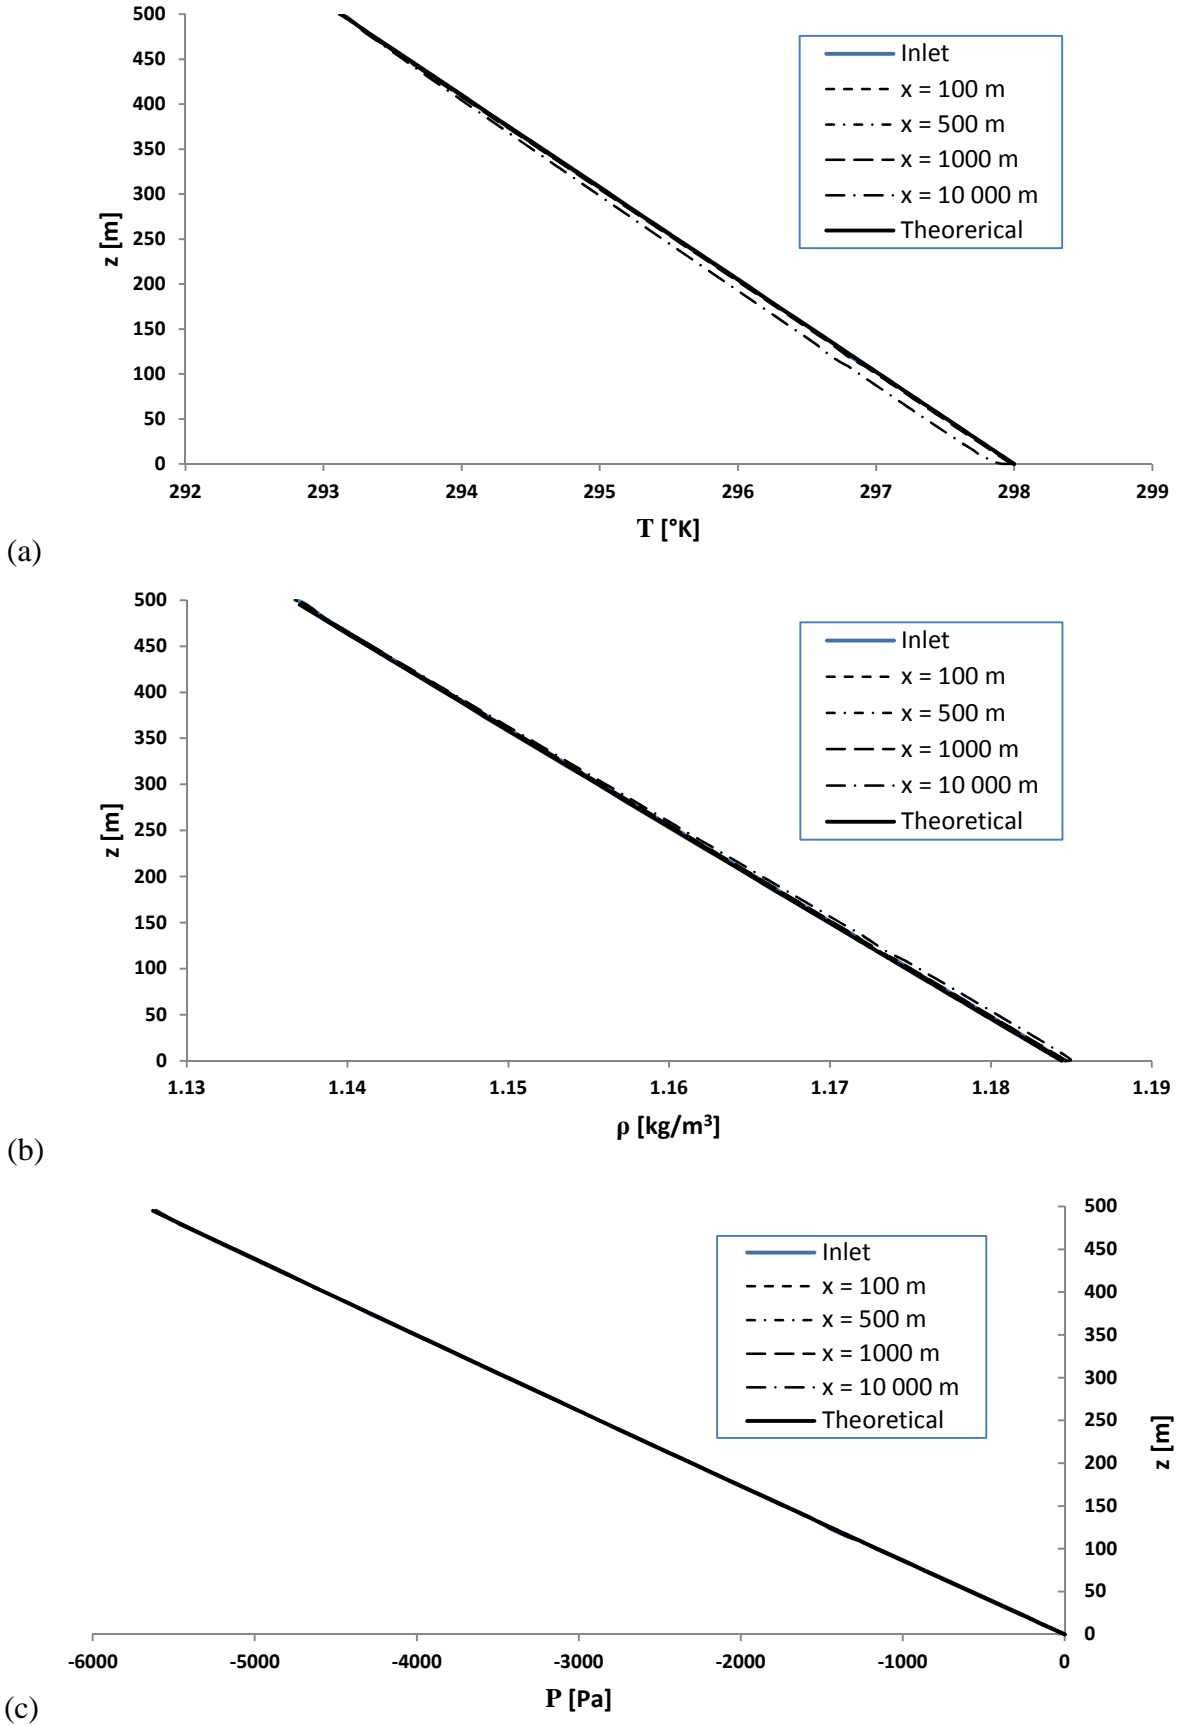 500
450
400
350
300
250
200
150
100
50
0
z [m]
292 293 294 295 296 297 298 299
T [°K]
Inlet
x = 100 m
x = 500 m
x = 1000 m
x = 10 000 m
Theorerical
(a)
500
450
400
350
300
250
200
150
100
50
0
z [m]
1.13 1.14 1.15 1.16 1.17 1.18 1.19
ρ [kg/m³]
Inlet
x = 100 m
x = 500 m
x = 1000 m
x = 10 000 m
Theoretical
(b)
500
450
400
350
300
250
200
150
100
50
0
z [m]
-6000 -5000 -4000 -3000 -2000 -1000 0
P [Pa]
Inlet
x = 100 m
x = 500 m
x = 1000 m
x = 10 000 m
Theoretical
(c)